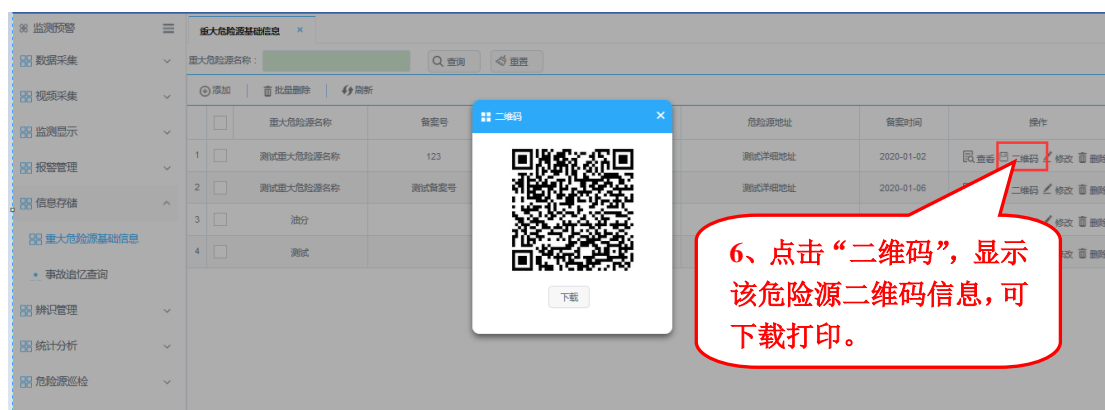 监测预警
重大危险源基础信息 ×
数据采集
重大危险源名称：
查询
重置
视频采集
添加
批量删除
刷新
二维码 ×
重大危险源名称 备案号 危险源地址 备案时间 操作
监测显示
1 测试重大危险源名称 123 测试详细地址 2020-01-02 查看 二维码 修改 删除
报警管理
2 测试重大危险源名称 测试备案号 测试详细地址 2020-01-06 二维码 修改 删除
信息存储
3 油分 修改 删除
重大危险源基础信息
4 测试 修改 删除
事故追忆查询
下载
辨识管理
统计分析
危险源巡检
6、点击“二维码”，显示
该危险源二维码信息，可
下载打印。